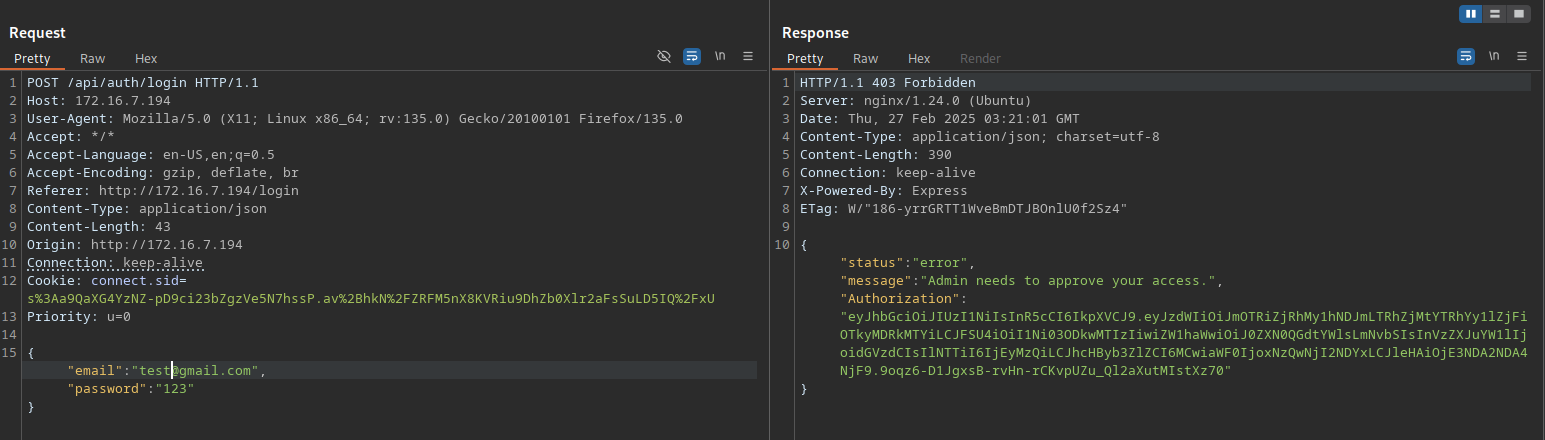 Request
Pretty Raw Hex \n
1 POST /api/auth/login HTTP/1.1
2 Host: 172.16.7.194
3 User-Agent: Mozilla/5.0 (X11; Linux x86_64; rv:135.0) Gecko/20100101 Firefox/135.0
4 Accept: */*
5 Accept-Language: en-US,en;q=0.5
6 Accept-Encoding: gzip, deflate, br
7 Referer: http://172.16.7.194/login
8 Content-Type: application/json
9 Content-Length: 43
10 Origin: http://172.16.7.194
11 Connection: keep-alive
12 Cookie: connect.sid=
s%3Aa9QaXG4YzNZ-pD9ci23bZgzVe5N7hssP.av%2BhkN%2FZRFM5nX8KVRiu9DhZb0Xlr2aFsSuLD5IQ%2FxU
13 Priority: u=0
14
15 {
"email":"test@gmail.com",
"password":"123"
}
Response
Pretty Raw Hex Render \n
1 HTTP/1.1 403 Forbidden
2 Server: nginx/1.24.0 (Ubuntu)
3 Date: Thu, 27 Feb 2025 03:21:01 GMT
4 Content-Type: application/json; charset=utf-8
5 Content-Length: 390
6 Connection: keep-alive
7 X-Powered-By: Express
8 ETag: W/"186-yrrGRTT1WveBmDTJBOnlU0f2Sz4"
9
10 {
"status":"error",
"message":"Admin needs to approve your access.",
"Authorization":
"eyJhbGciOiJIUzI1NiIsInR5cCI6IkpXVCJ9.eyJzdWIiOiJmOTRiZjRhMy1hNDJmLTRhZjMtYTRhYy1lZjFi
OTkyMDRkMTYiLCJFSU4iOiI1Ni03ODkwMTIzIiwiZW1haWwiOiJ0ZXN0QGdtYWlsLmNvbSIsInVzZXJuYW1lIj
oidGVzdCIsIlNTTiI6IjEyMzQiLCJhcHByb3ZlZCI6MCwiaWF0IjoxNzQwNjI2NDYxLCJleHAiOjE3NDA2NDA4
NjF9.9oqz6-D1JgxsB-rvHn-rCKvpUZu_Ql2aXutMIstXz70"
}